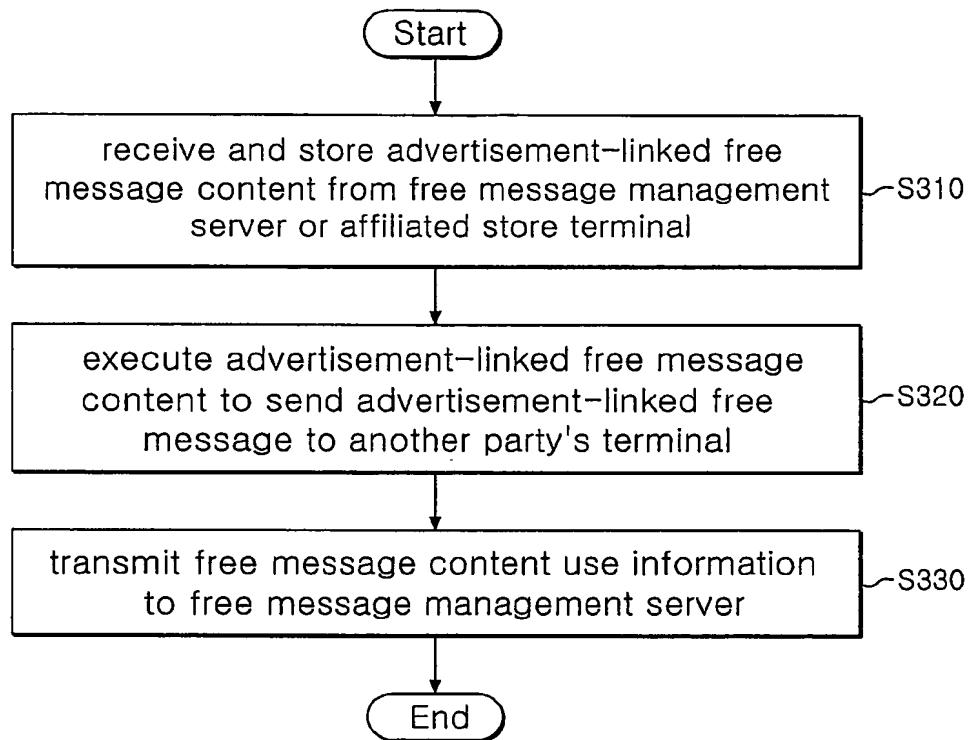 Start
receive and store advertisement-linked free
message content from free message management
server or affiliated store terminal
S310
execute advertisement-linked free message
content to send advertisement-linked free
message to another party's terminal
S320
transmit free message content use information
to free message management server
S330
End